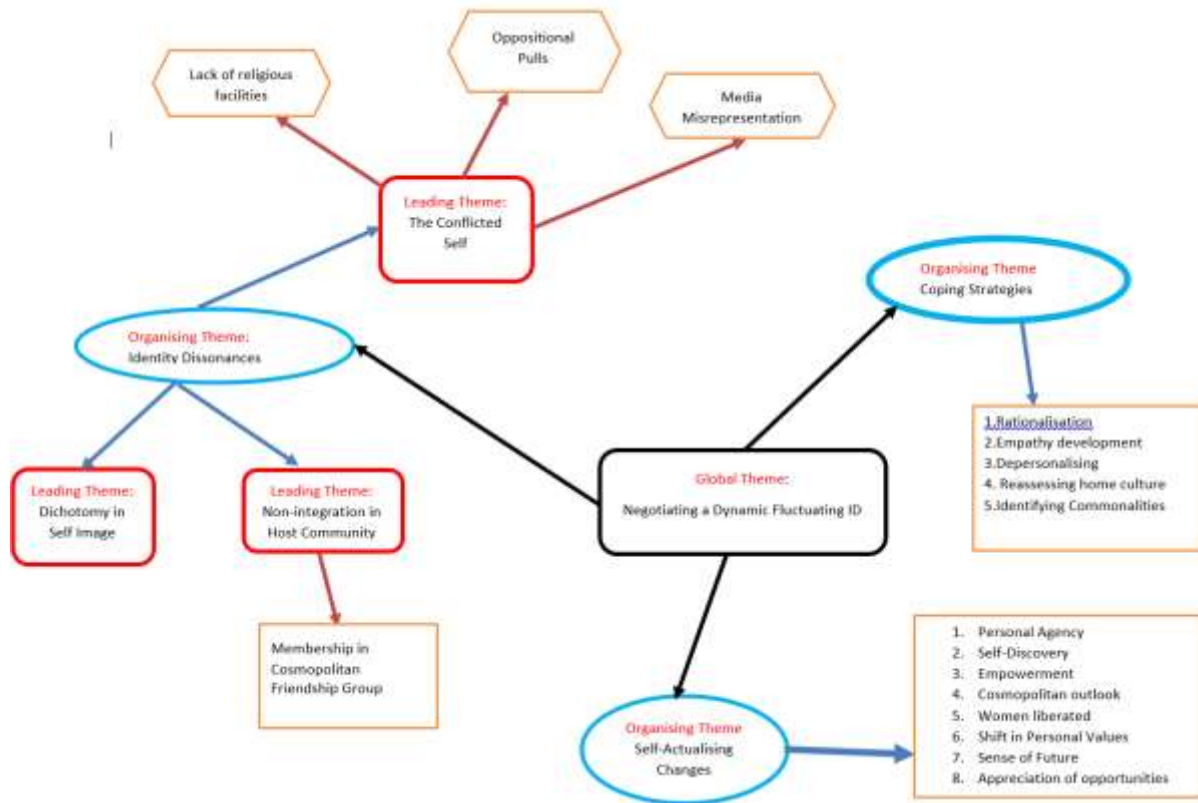 Oppositional
Pulls
Lack of religious
facilities
Media
Misrepresentation
Leading Theme:
The Conflicted
Self
Organising Theme
Coping Strategies
Organising Theme:
Identity Dissonances
1.Rationalisation
2.Empathy development
3.Depersonalising
4. Reassessing home culture
5.Identifying Commonalities
Global Theme:
Negotiating a Dynamic Fluctuating ID
Leading Theme:
Dichotomy in
Self Image
Leading Theme:
Non-integration in
Host Community
Membership in
Cosmopolitan
Friendship Group
1. Personal Agency
2. Self-Discovery
3. Empowerment
4. Cosmopolitan outlook
5. Women liberated
6. Shift in Personal Values
7. Sense of Future
8. Appreciation of opportunities
Organising Theme
Self-Actualising
Changes